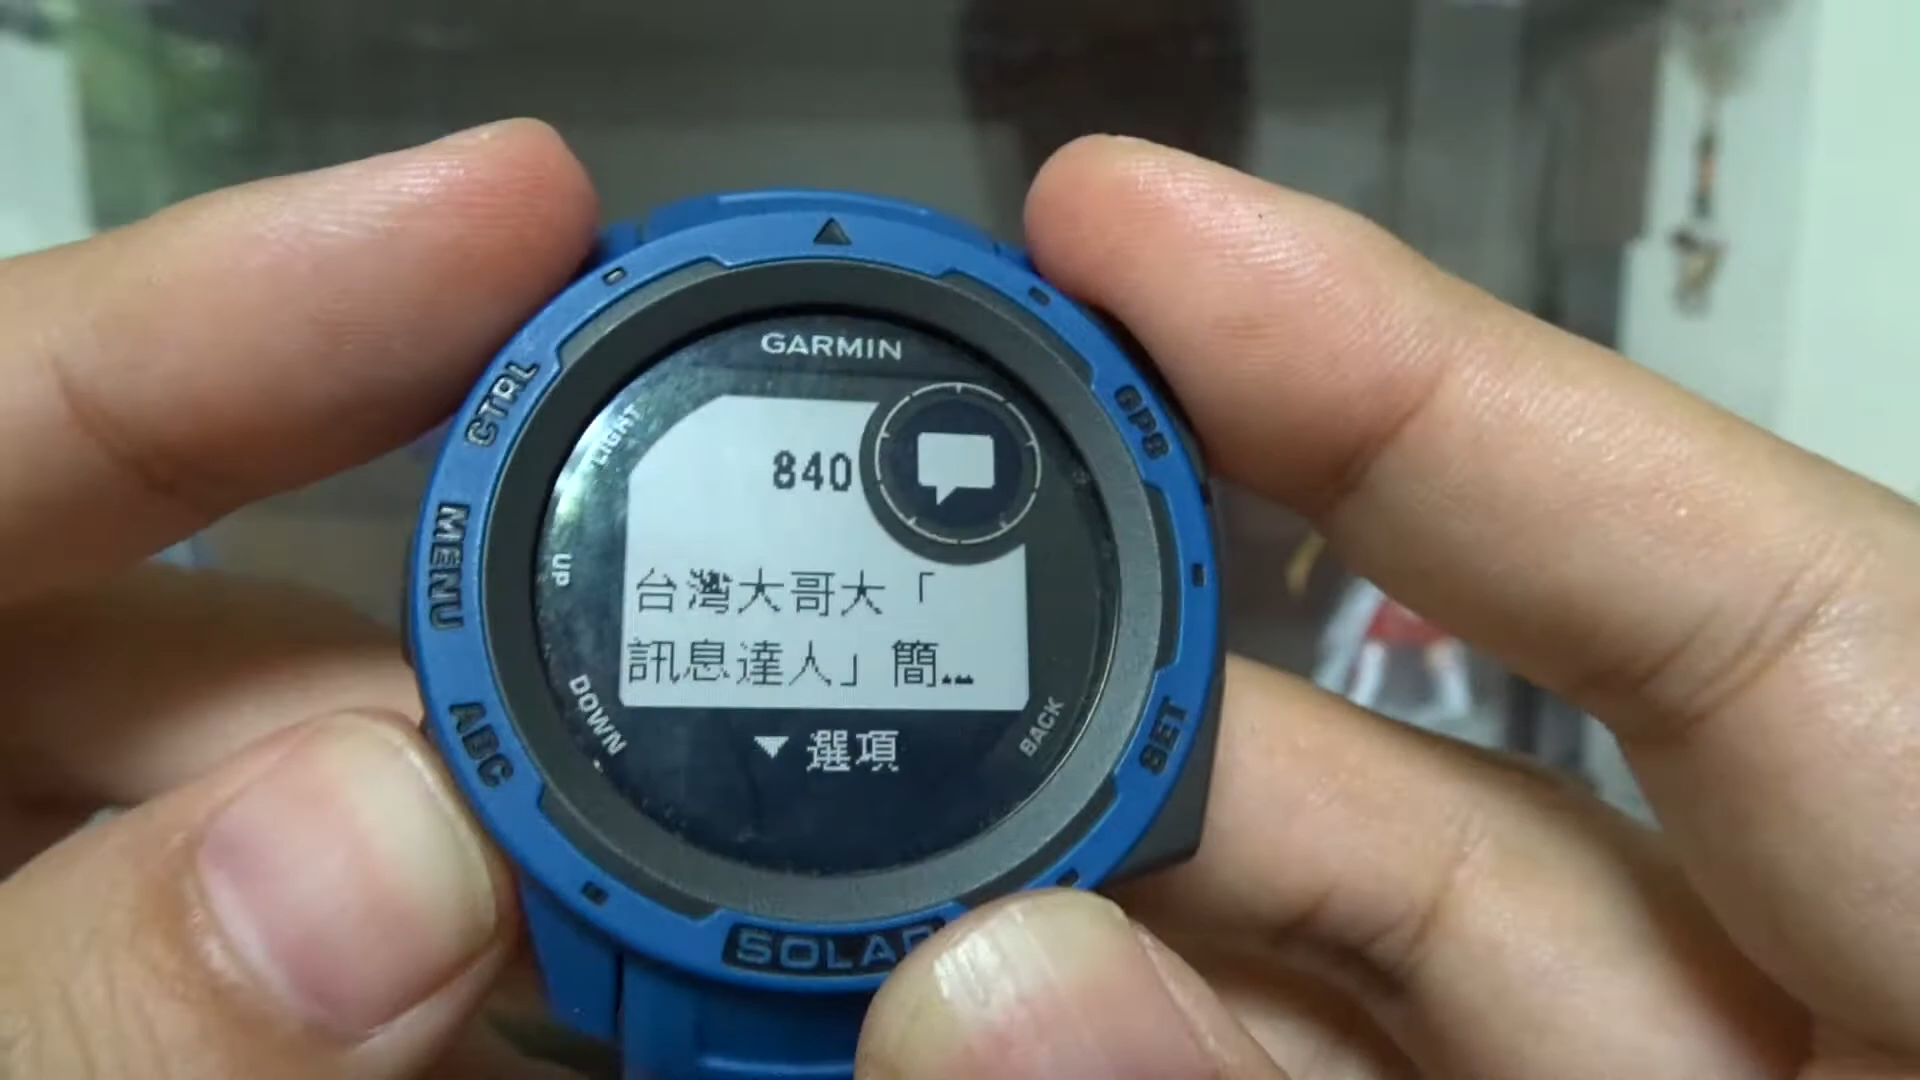 GARMIN
CTRL
LIGHT
GPS
840
MENU
UP
台灣大哥大「
訊息達人」簡...
DOWN
BACK
ABC
SET
選項
SOLAR